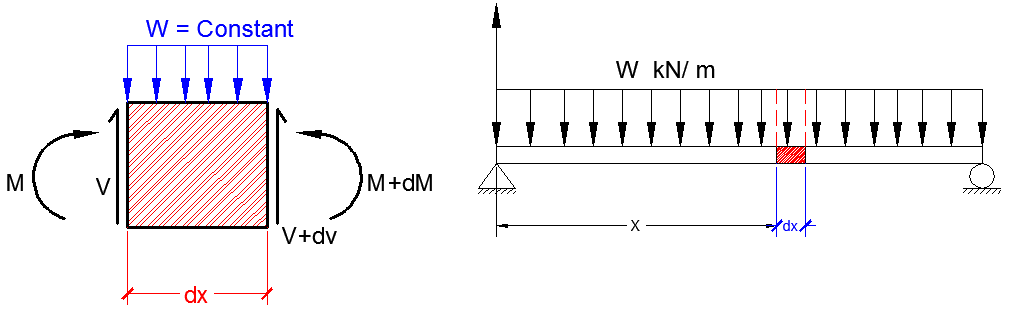 W = Constant
M
V
M+dM
V+dv
dx
W kN/ m
X
dx